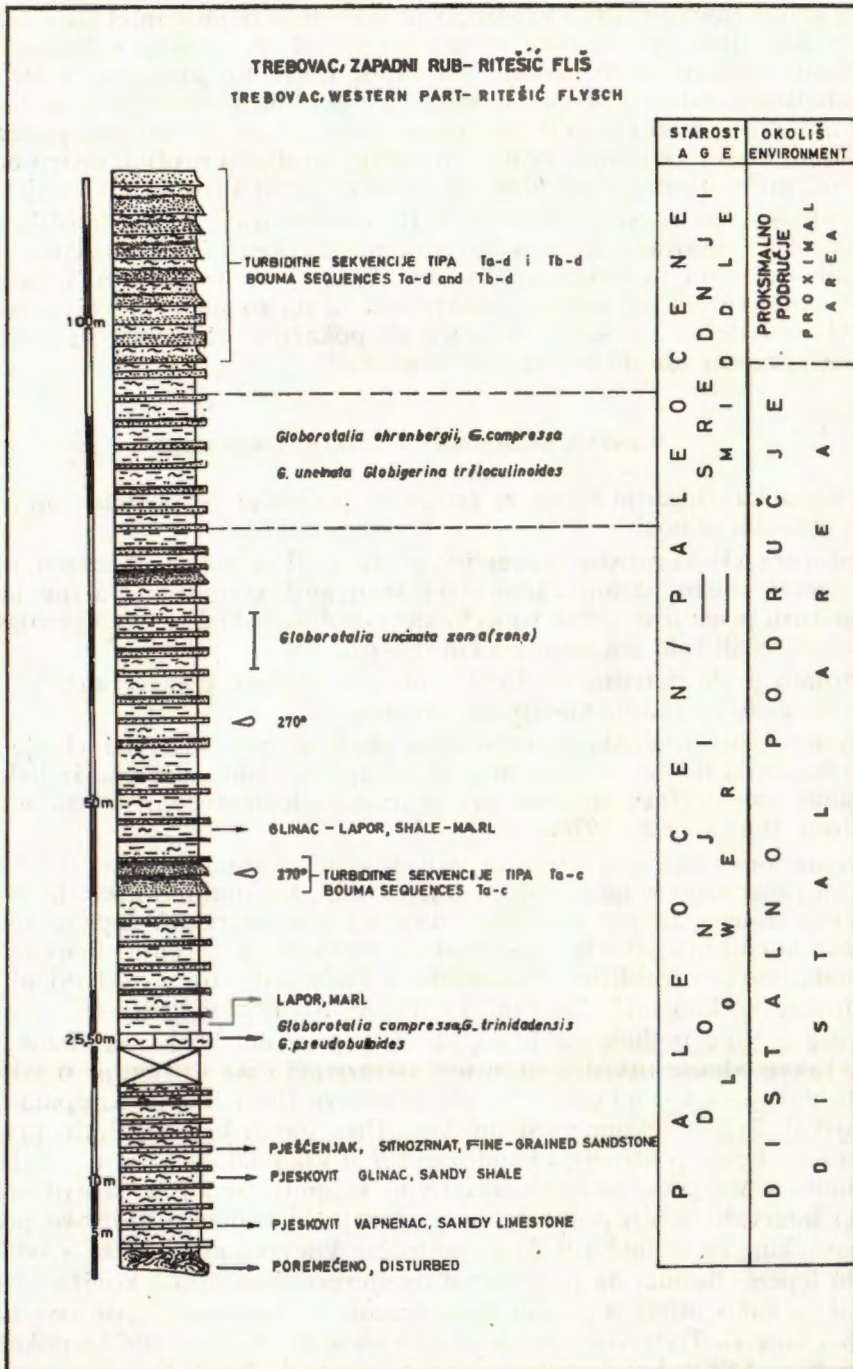 TREBOVAC, ZAPADNI RUB- RITEŠIĆ FLIŠ
TREBOVAC, WESTERN PART- RITEŠIĆ FLYSCH
STAROST
AGE
OKOLIŠ
ENVIRONMENT
TURBIDITNE SEKVENCIJE TIPA Ta-d i Tb-d
BOUMA SEQUENCES Ta-d and Tb-d
100m
Globorotalia ehrenbergii, G.compressa
G. uncinata Globigerina triloculinoides
Globorotalia uncinata zona(zone)
270°
50m
GLINAC - LAPOR, SHALE-MARL
270°
TURBIDITNE SEKVENCIJE TIPA Ta-c
BOUMA SEQUENCES Ta-c
LAPOR, MARL
Globorotalia compressa,G. trinidadensis
G.pseudobulloides
25,50m
PJEŠČENJAK, SITNOZRNAT, FINE-GRAINED SANDSTONE
10m
PJESKOVIT GLINAC, SANDY SHALE
5m
PJESKOVIT VAPNENAC, SANDY LIMESTONE
POREMEĆENO, DISTURBED
PALEOCEN
PALEOCENE
DONJI
LOWER
SREDNJI
MIDDLE
PROKSIMALNO
PODRUČJE
PROXIMAL
AREA
DISTALNO PODRUČJE
DISTAL AREA